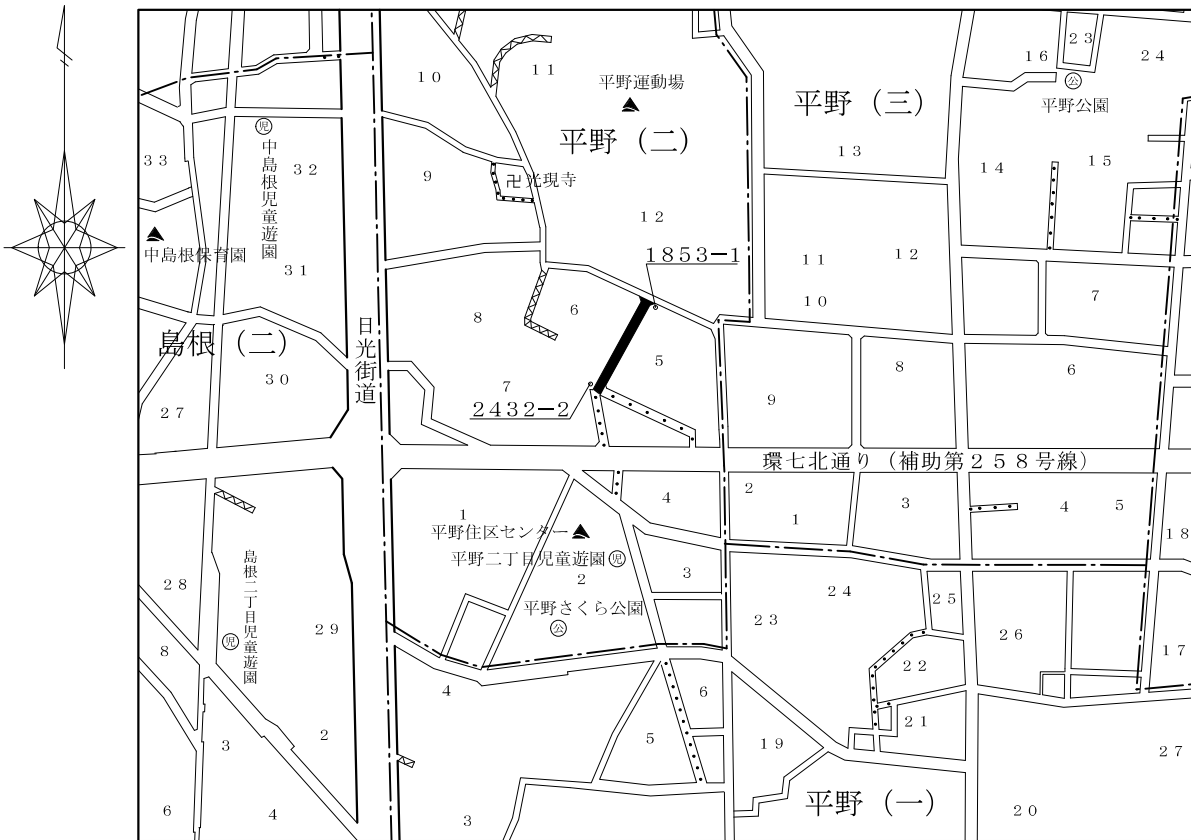 23
16
24
10
11
公
平野運動場
平野(三)
平野公園
児
平野(二)
33
32
中島根児童遊園
13
15
14
9
卍光現寺
12
中島根保育園
1853-1
31
11
12
10
7
6
8
日光街道
島根(二)
5
8
6
30
7
9
27
2432-2
環七北通り(補助第258号線)
4
2
3
4
5
1
1
平野住区センター
18
平野二丁目児童遊園
児
3
2
28
島根二丁目児童遊園
24
25
平野さくら公園
公
23
29
児
26
8
17
22
4
6
21
2
5
19
3
27
平野(一)
6
4
3
20